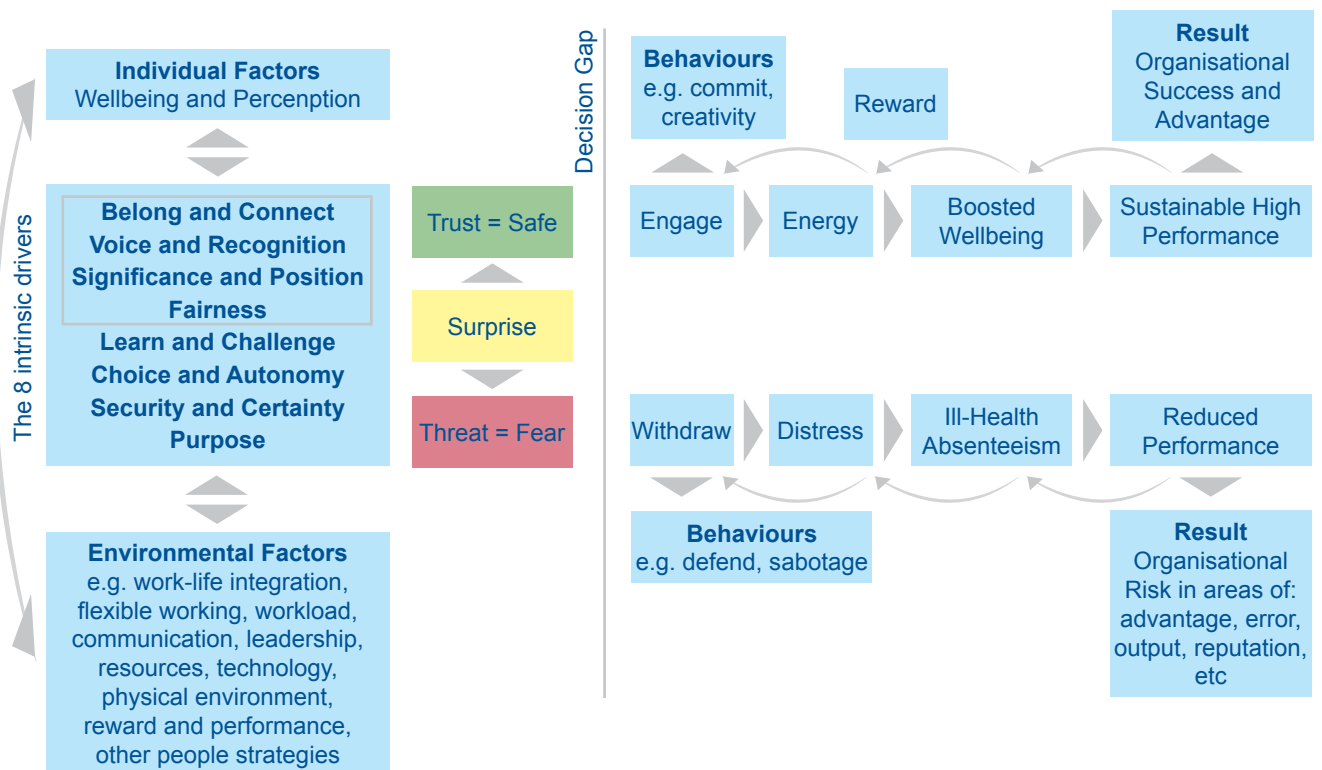 Individual Factors
Wellbeing and Percenption
The 8 intrinsic drivers
Belong and Connect
Voice and Recognition
Significance and Position
Fairness
Learn and Challenge
Choice and Autonomy
Security and Certainty
Purpose
Environmental Factors
e.g. work-life integration,
flexible working, workload,
communication, leadership,
resources, technology,
physical environment,
reward and performance,
other people strategies
Trust = Safe
Surprise
Threat = Fear
Decision Gap
Behaviours
e.g. commit,
creativity
Reward
Result
Organisational
Success and
Advantage
Engage
Energy
Boosted
Wellbeing
Sustainable High
Performance
Withdraw
Distress
Ill-Health
Absenteeism
Reduced
Performance
Behaviours
e.g. defend, sabotage
Result
Organisational
Risk in areas of:
advantage, error,
output, reputation,
etc